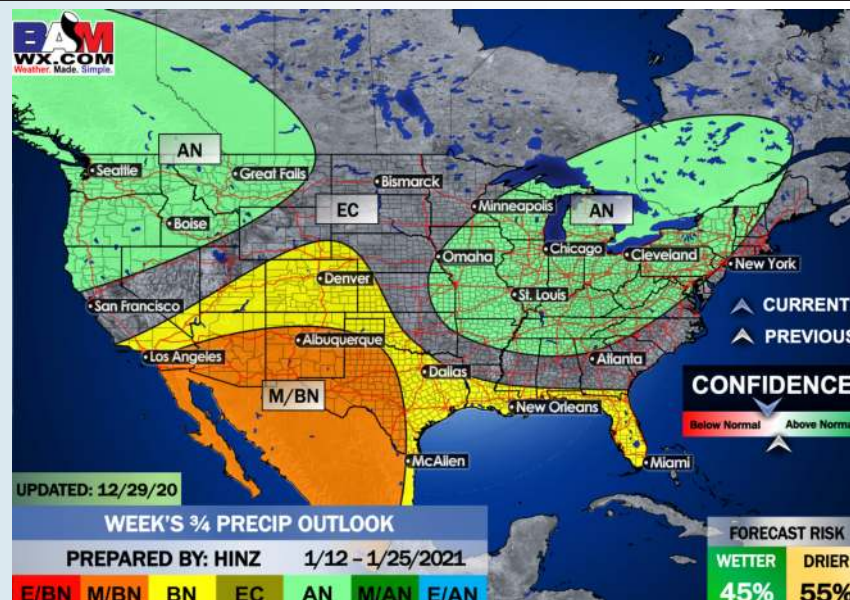 BAM
WX.COM
Weather. Made. Simple.
AN
Seattle
Great Falls
Bismarck
EC
Minneapolis
AN
Boise
Omaha
Chicago
Cleveland
New York
Denver
San Francisco
St. Louis
CURRENT
PREVIOUS
Albuquerque
Los Angeles
Atlanta
Dallas
CONFIDENCE
M/BN
New Orleans
Below Normal
Above Norma
McAllen
Miami
UPDATED: 12/29/20
WEEK'S ¾ PRECIP OUTLOOK
FORECAST RISK
PREPARED BY: HINZ 1/12 – 1/25/2021
WETTER DRIER
E/BN M/BN BN EC AN M/AN E/AN
45% 55%